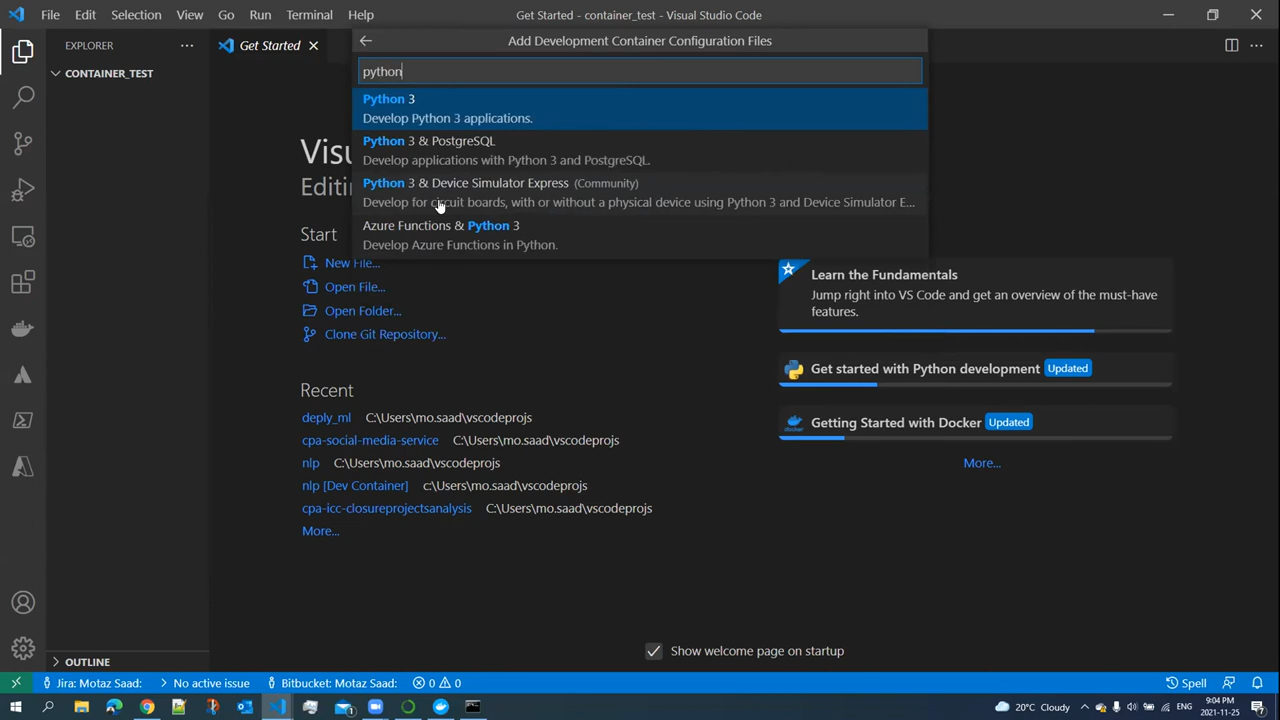 File Edit Selection View Go Run Terminal Help
Get Started - container_test - Visual Studio Code
EXPLORER
CONTAINER_TEST
Get Started
Add Development Container Configuration Files
python
Python 3
Develop Python 3 applications.
Python 3 & PostgreSQL
Develop applications with Python 3 and PostgreSQL.
Python 3 & Device Simulator Express (Community)
Develop for circuit boards, with or without a physical device using Python 3 and Device Simulator E...
Azure Functions & Python 3
Develop Azure Functions in Python.
Visu
Editi
Start
New File...
Open File...
Open Folder...
Clone Git Repository...
Recent
deply_ml C:\Users\mo.saad\vscodeprojs
cpa-social-media-service C:\Users\mo.saad\vscodeprojs
nlp C:\Users\mo.saad\vscodeprojs
nlp [Dev Container] c:\Users\mo.saad\vscodeprojs
cpa-icc-closureprojectsanalysis C:\Users\mo.saad\vscodeprojs
More...
Learn the Fundamentals
Jump right into VS Code and get an overview of the must-have
features.
Get started with Python development Updated
Getting Started with Docker Updated
More...
Show welcome page on startup
OUTLINE
Jira: Motaz Saad: No active issue Bitbucket: Motaz Saad: 0 0
Spell
20°C Cloudy
ENG
9:04 PM
2021-11-25